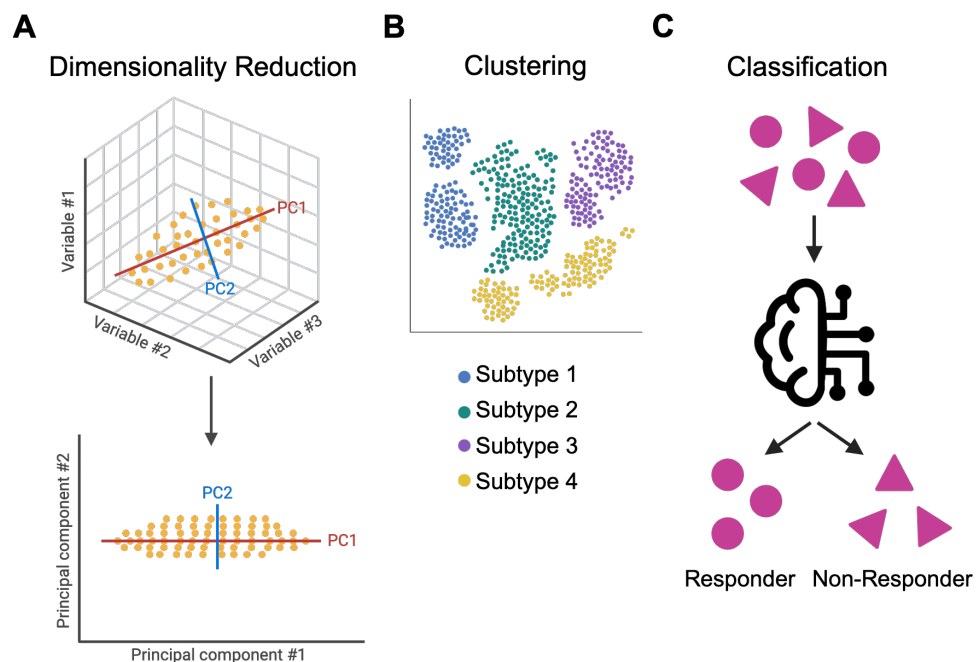 A
Dimensionality Reduction
Variable #1
PC1
PC2
Variable #2
Variable #3
Principal component #2
PC2
PC1
Principal component #1
B
Clustering
Subtype 1
Subtype 2
Subtype 3
Subtype 4
C
Classification
Responder
Non-Responder